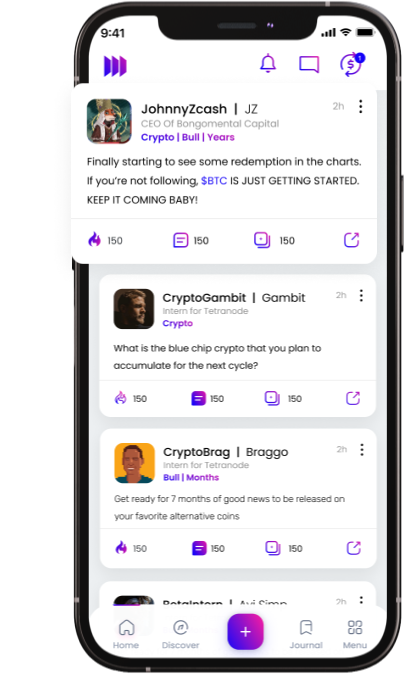 9:41
1
JohnnyZcash | JZ
2h
CEO Of Bongomental Capital
Crypto | Bull | Years
Finally starting to see some redemption in the charts.
If you're not following, $BTC IS JUST GETTING STARTED.
KEEP IT COMING BABY!
150 150 150
CryptoGambit | Gambit
2h
Intern for Tetranode
Crypto
What is the blue chip crypto that you plan to
accumulate for the next cycle?
150 150 150
CryptoBrag | Braggo
2h
Intern for Tetranode
Bull | Months
Get ready for 7 months of good news to be released on
your favorite alternative coins
150 150 150
BetaIntern | Avi Simp
2h
Home Discover Journal Menu